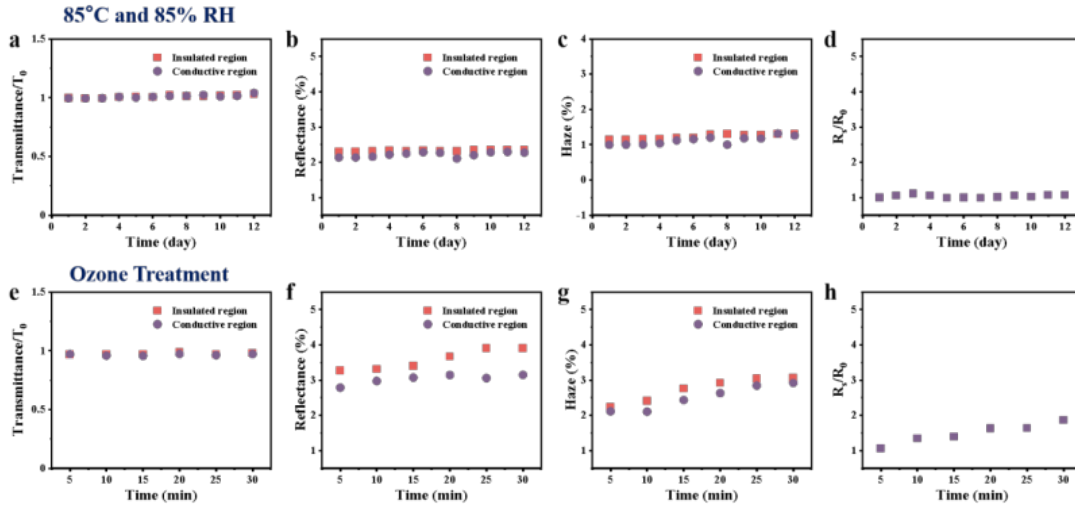 85°C and 85% RH
a
Transmittance/T0
1.5
1
0.5
0
Insulated region
Conductive region
2 4 6 8 10 12
Time (day)
b
Reflectance (%)
5
4
3
2
1
Insulated region
Conductive region
2 4 6 8 10 12
Time (day)
c
Haze (%)
5
4
3
2
1
0
-1
Insulated region
Conductive region
2 4 6 8 10 12
Time (day)
d
Rs/R0
5
4
3
2
1
0 2 4 6 8 10 12
Time (day)
Ozone Treatment
e
Transmittance/T0
1.5
1
0.5
0
Insulated region
Conductive region
5 10 15 20 25 30
Time (min)
f
Reflectance (%)
5
4
3
2
1
Insulated region
Conductive region
5 10 15 20 25 30
Time (min)
g
Haze (%)
5
4
3
2
1
Insulated region
Conductive region
5 10 15 20 25 30
Time (min)
h
Rs/R0
5
4
3
2
1
5 10 15 20 25 30
Time (min)